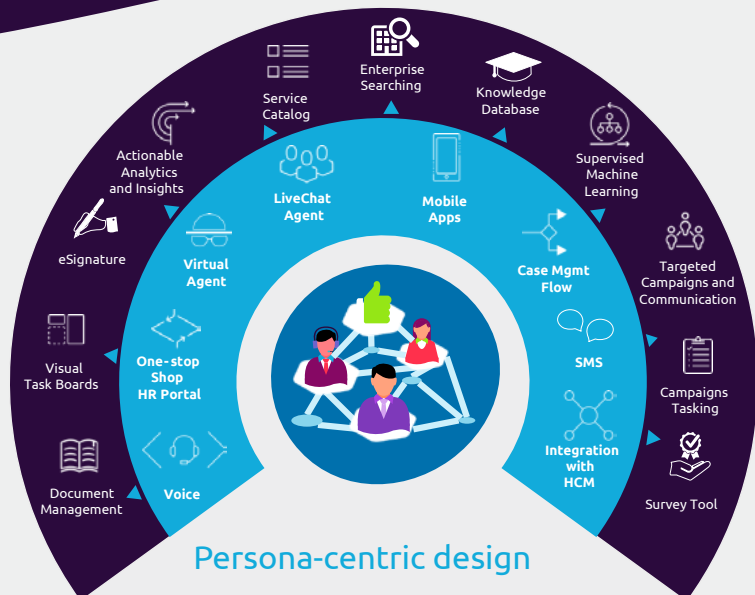 Enterprise
Searching
Service
Catalog
Knowledge
Database
Actionable
Analytics
and Insights
Supervised
Machine
Learning
eSignature
Targeted
Campaigns and
Communication
Visual
Task Boards
Campaigns
Tasking
Document
Management
Survey Tool
LiveChat
Agent
Mobile
Apps
Virtual
Agent
Case Mgmt
Flow
One-stop
Shop
HR Portal
SMS
Voice
Integration
with
HCM
Persona-centric design